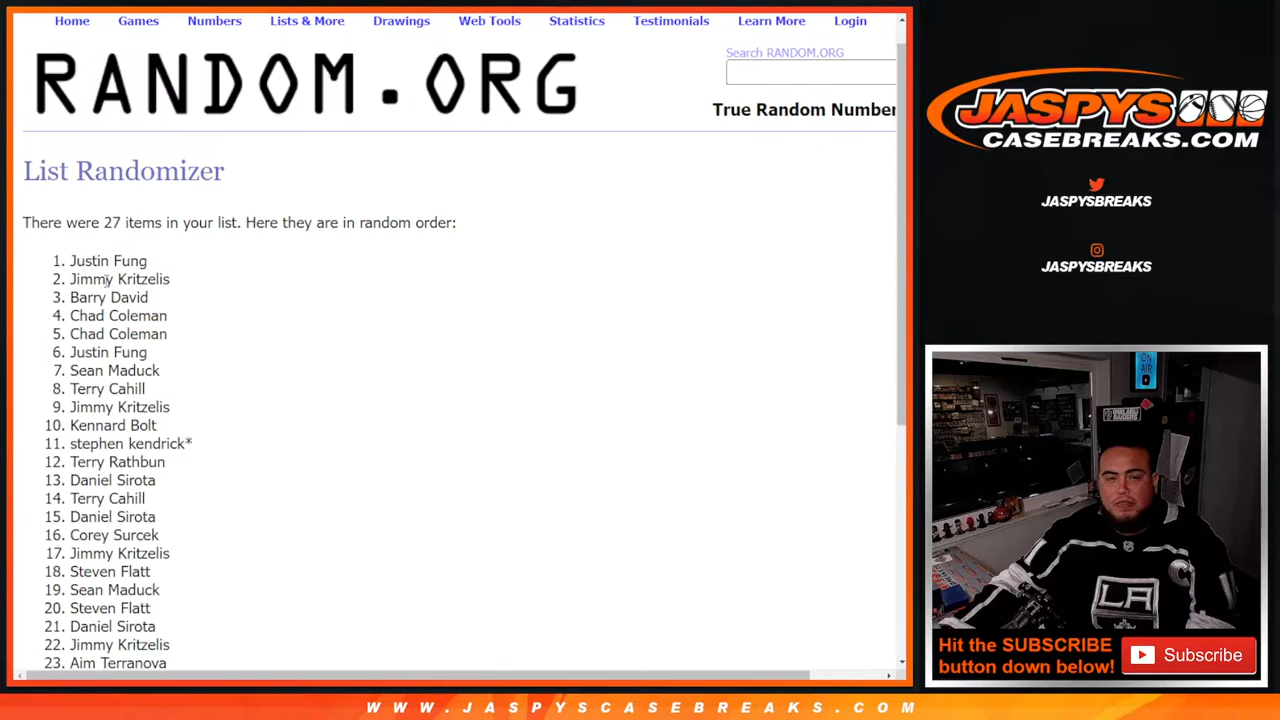 Home Games Numbers Lists & More Drawings Web Tools Statistics Testimonials Learn More Login
RANDOM.ORG
Search RANDOM.ORG
True Random Number
List Randomizer
There were 27 items in your list. Here they are in random order:
1. Justin Fung
2. Jimmy Kritzelis
3. Barry David
4. Chad Coleman
5. Chad Coleman
6. Justin Fung
7. Sean Maduck
8. Terry Cahill
9. Jimmy Kritzelis
10. Kennard Bolt
11. stephen kendrick*
12. Terry Rathbun
13. Daniel Sirota
14. Terry Cahill
15. Daniel Sirota
16. Corey Surcek
17. Jimmy Kritzelis
18. Steven Flatt
19. Sean Maduck
20. Steven Flatt
21. Daniel Sirota
22. Jimmy Kritzelis
23. Aim Terranova
JASPYS
CASEBREAKS.COM
JASPYSBREAKS
JASPYSBREAKS
ON AIR
LA
Hit the SUBSCRIBE
button down below!
Subscribe
WWW.JASPYSCASEBREAKS.COM